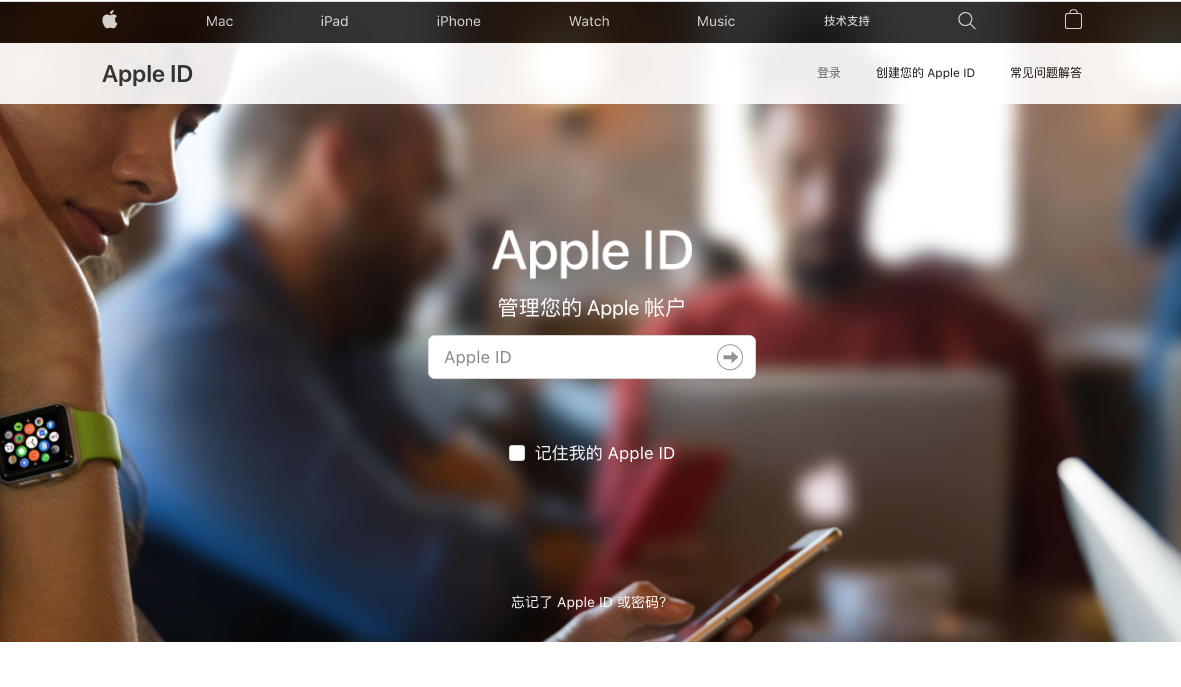 Mac iPad iPhone Watch Music 技术支持
Apple ID 登录 创建您的 Apple ID 常见问题解答
Apple ID
管理您的 Apple 帐户
Apple ID
记住我的 Apple ID
忘记了 Apple ID 或密码?